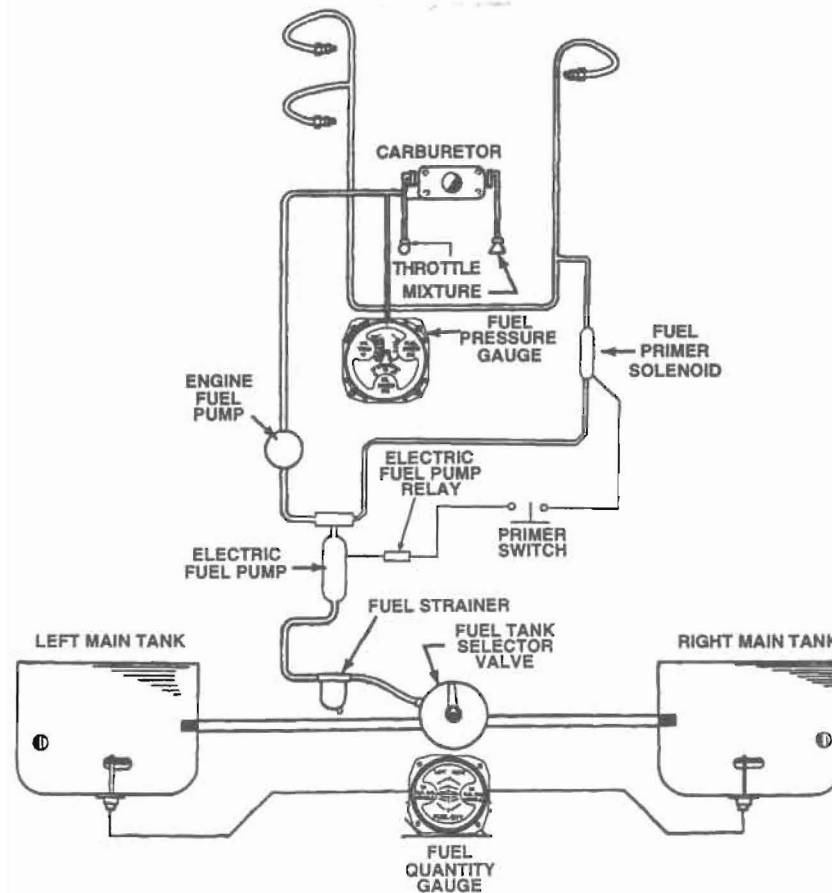 CARBURETOR
THROTTLE
MIXTURE
FUEL
PRESSURE
GAUGE
FUEL
PRIMER
SOLENOID
ENGINE
FUEL
PUMP
ELECTRIC
FUEL PUMP
RELAY
PRIMER
SWITCH
ELECTRIC
FUEL PUMP
FUEL STRAINER
LEFT MAIN TANK
FUEL TANK
SELECTOR
VALVE
RIGHT MAIN TANK
FUEL
QUANTITY
GAUGE